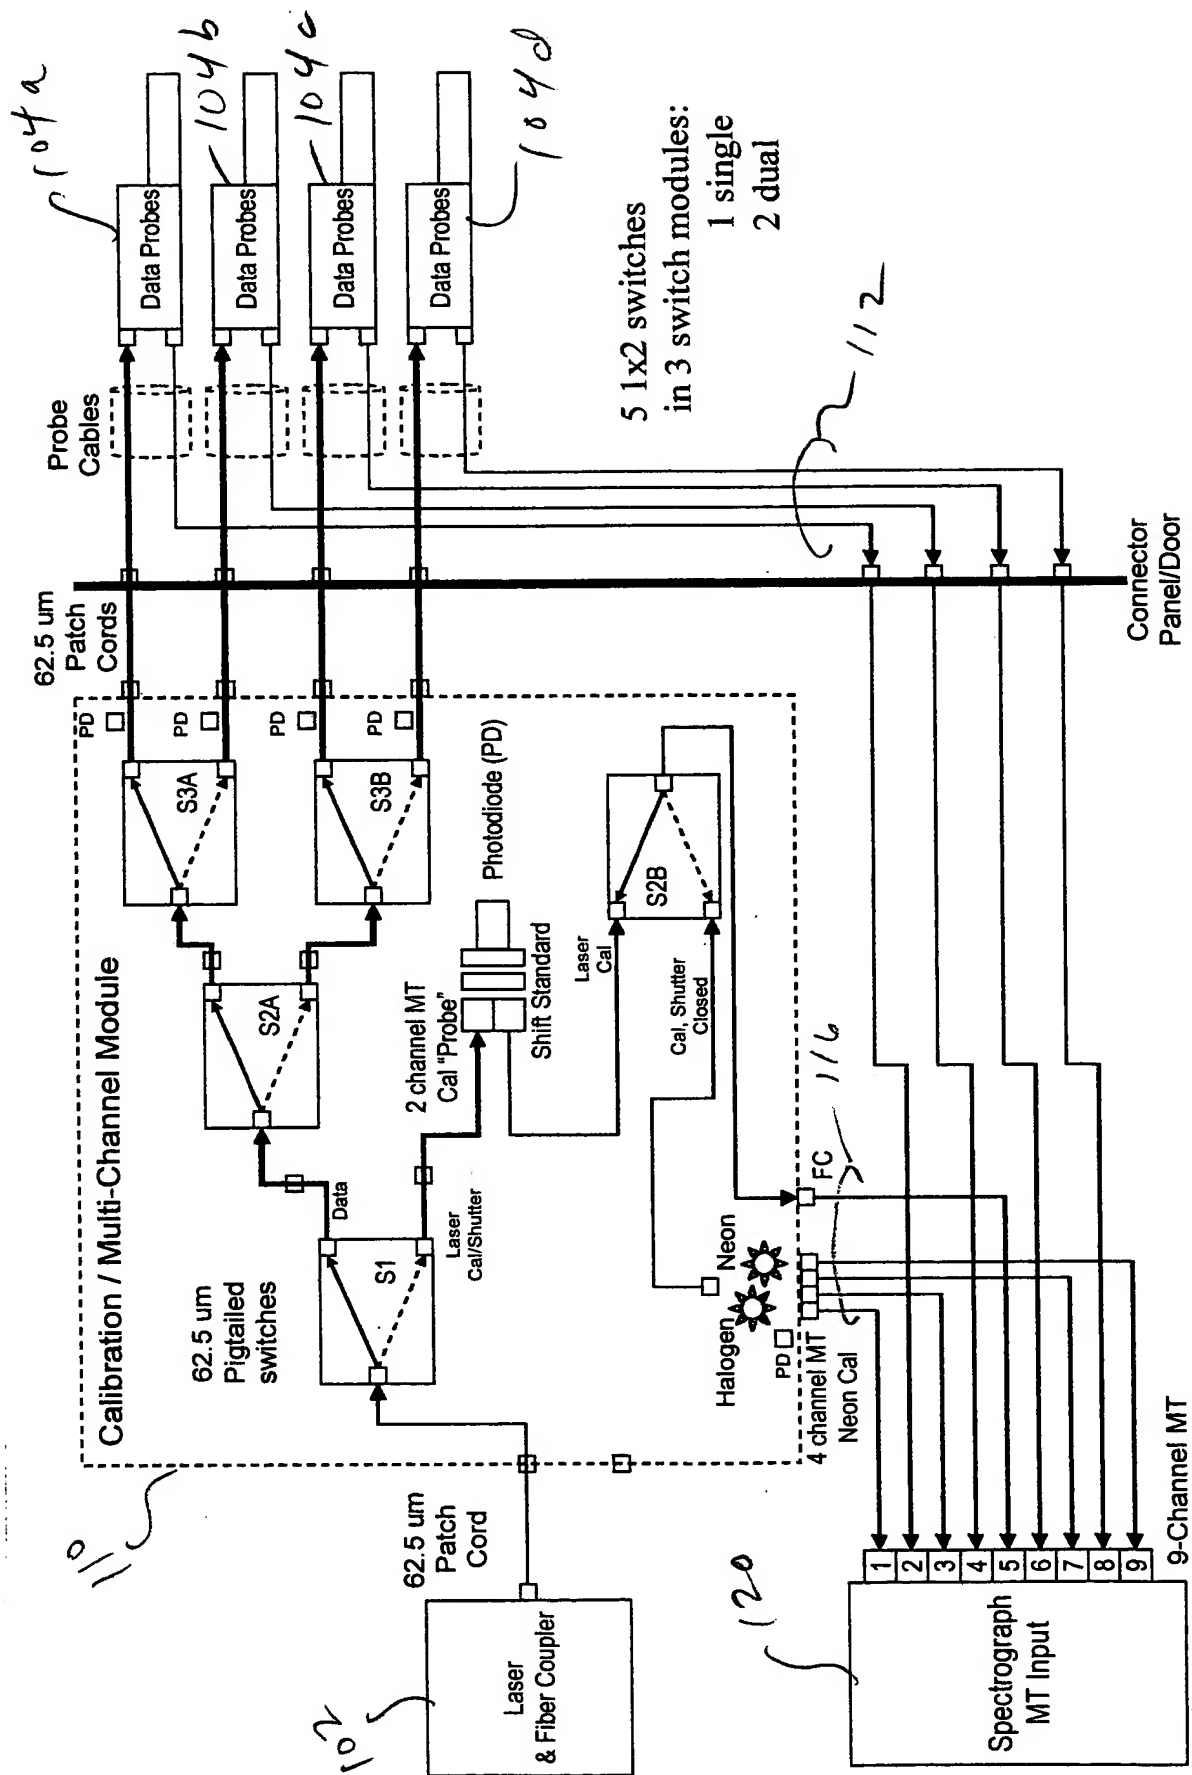 104a
104b
104c
104d
Data Probes
Data Probes
Data Probes
Data Probes
5 1x2 switches
in 3 switch modules:
1 single
2 dual
Probe
Cables
112
62.5 um
Patch
Cords
Connector
Panel/Door
PD
PD
PD
PD
S3A
S3B
Photodiode (PD)
Calibration / Multi-Channel Module
S2A
S2B
2 channel MT
Cal "Probe"
Shift Standard
Laser
Cal
Cal, Shutter
Closed
62.5 um
Pigtailed
switches
Data
S1
Laser
Cal/Shutter
Neon
Halogen
PD
FC
116
4 channel MT
Neon Cal
110
62.5 um
Patch
Cord
102
Laser
& Fiber Coupler
120
Spectrograph
MT Input
1
2
3
4
5
6
7
8
9
9-Channel MT